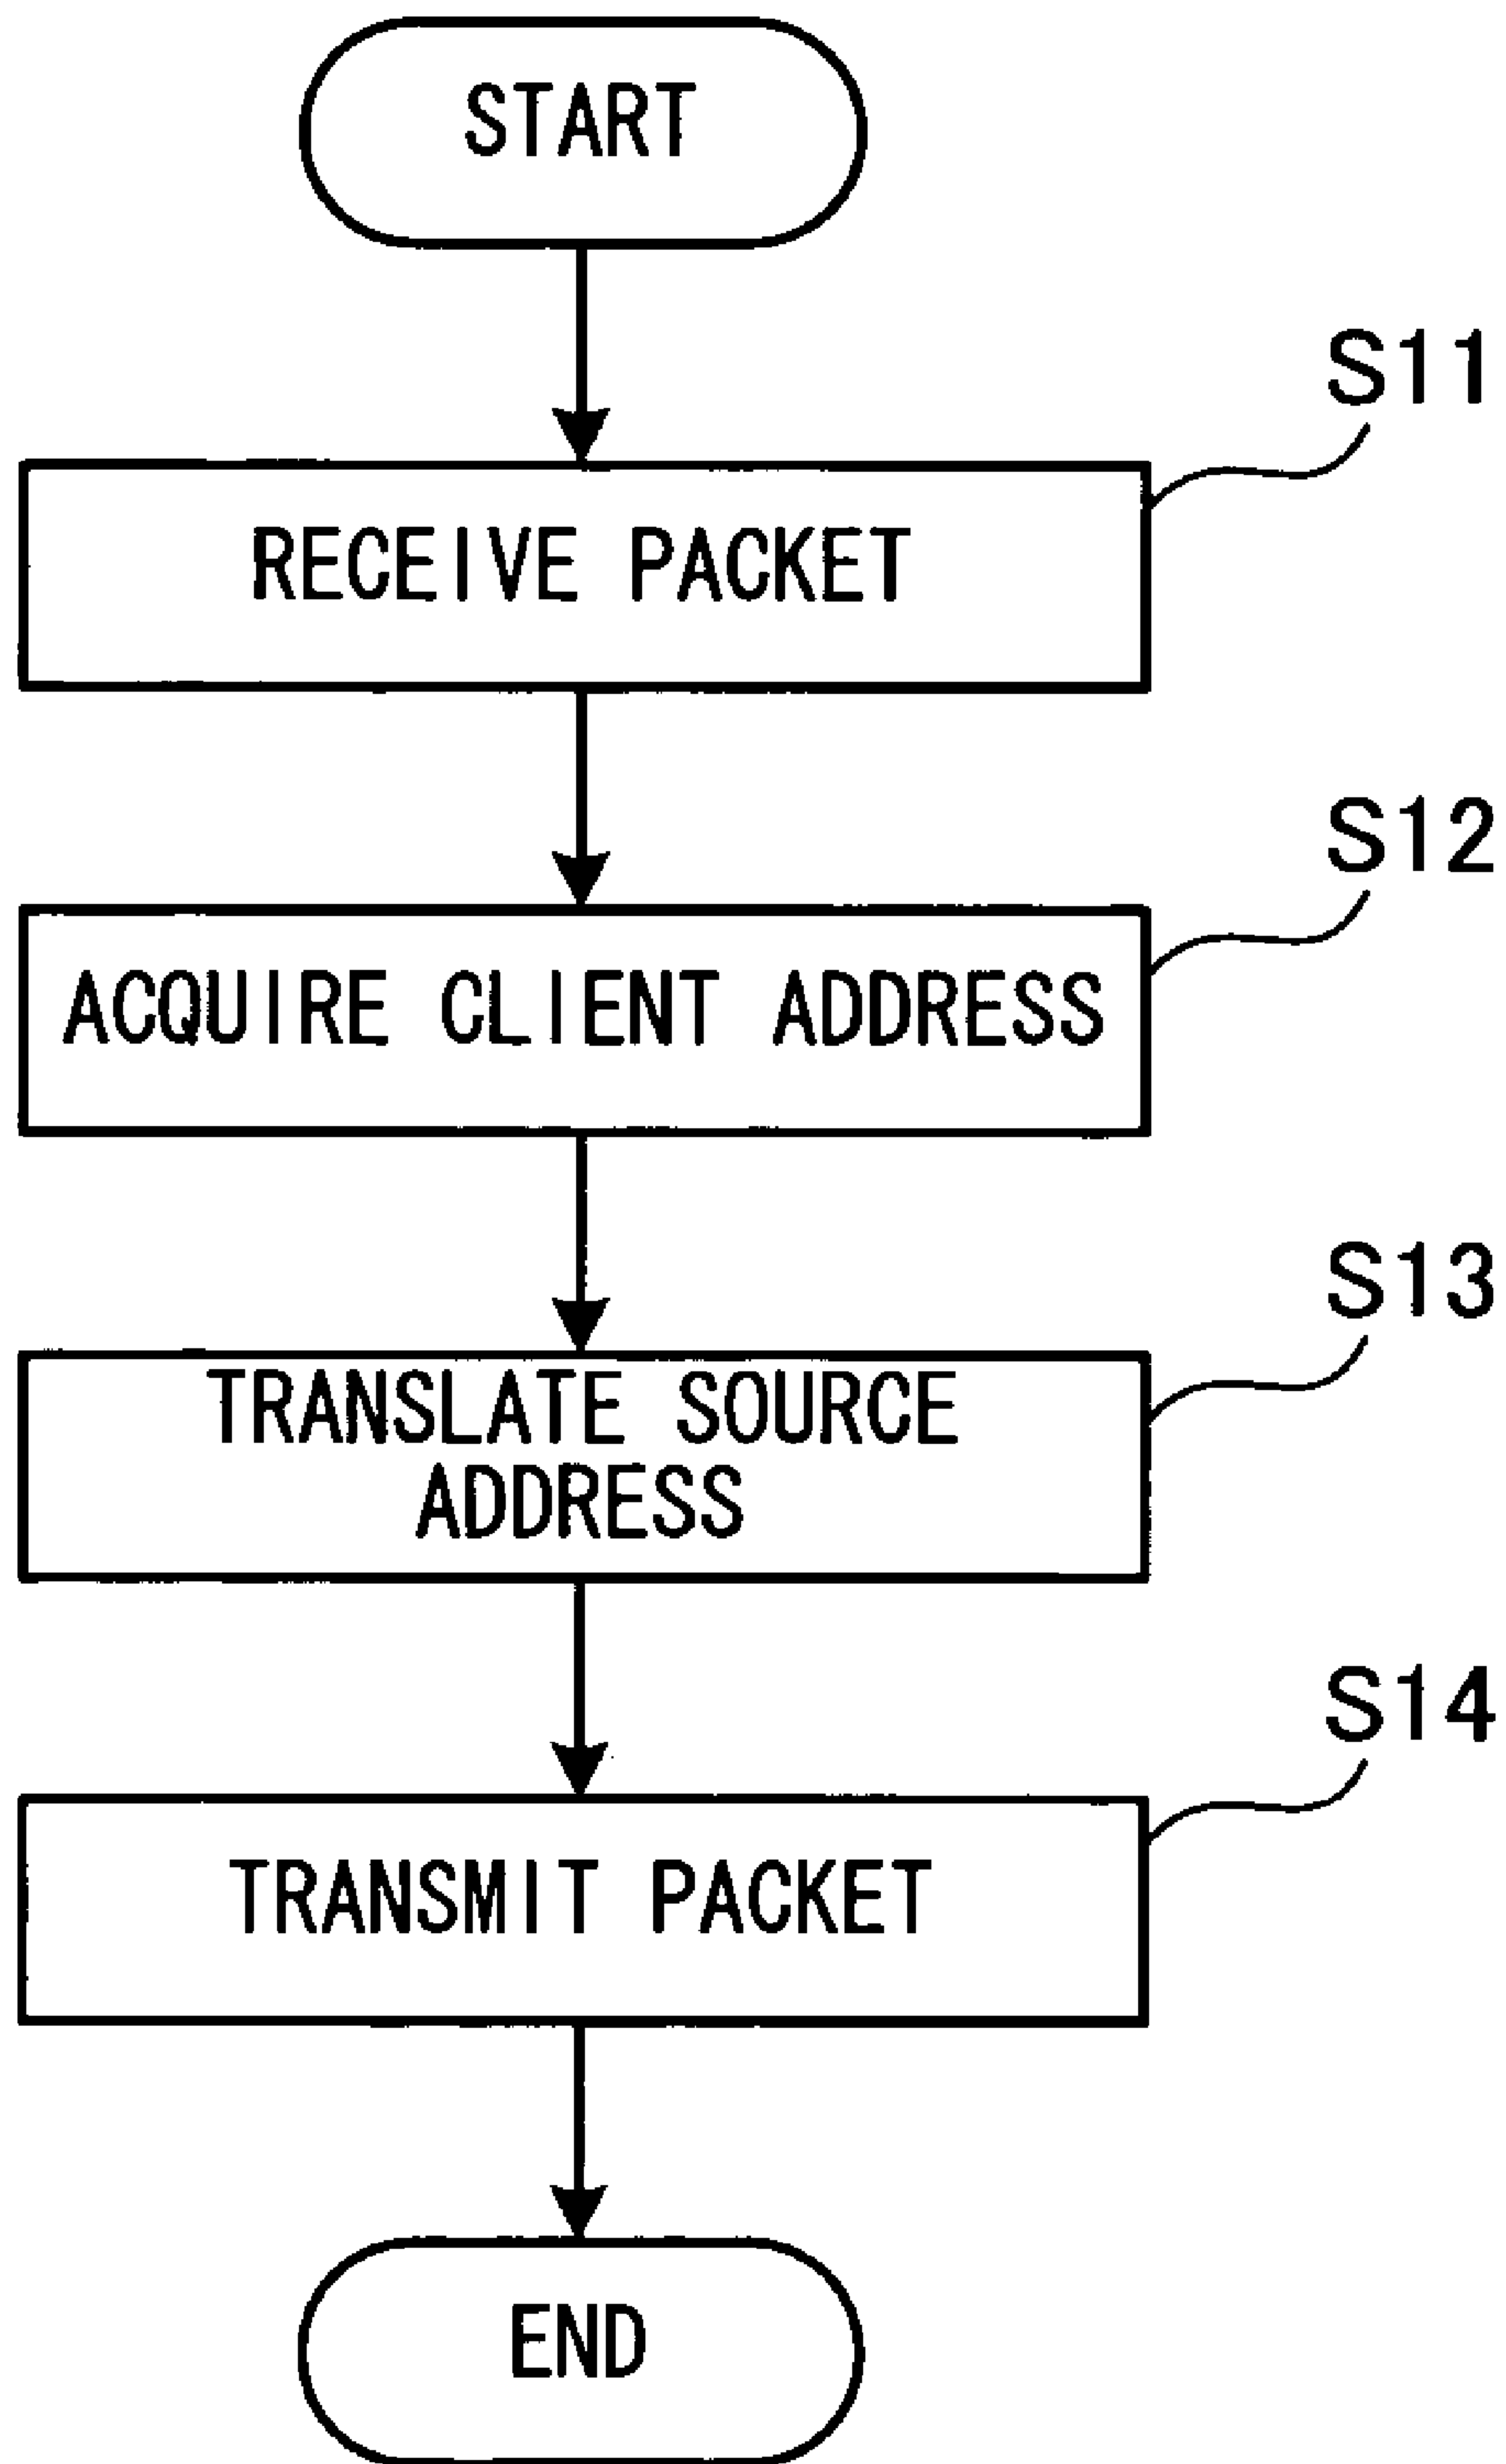 START
S11
RECEIVE PACKET
S12
ACQUIRE CLIENT ADDRESS
S13
TRANSLATE SOURCE
ADDRESS
S14
TRANSMIT PACKET
END